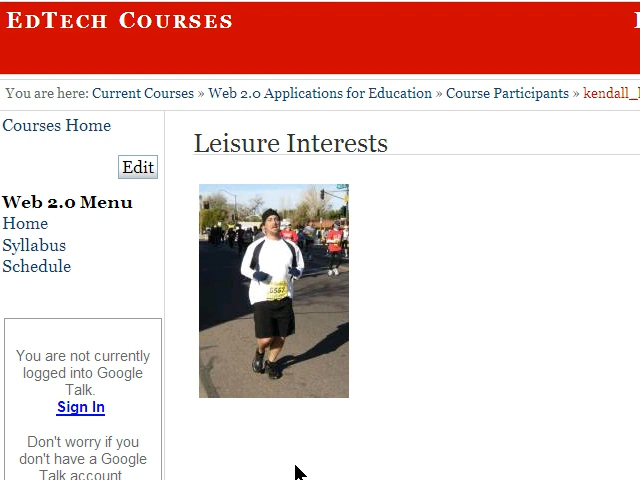 EDTECH COURSES
You are here: Current Courses » Web 2.0 Applications for Education » Course Participants » kendall_
Courses Home
Leisure Interests
Edit
Web 2.0 Menu
Home
Syllabus
Schedule
You are not currently
logged into Google
Talk.
Sign In
Don't worry if you
don't have a Google
Talk account